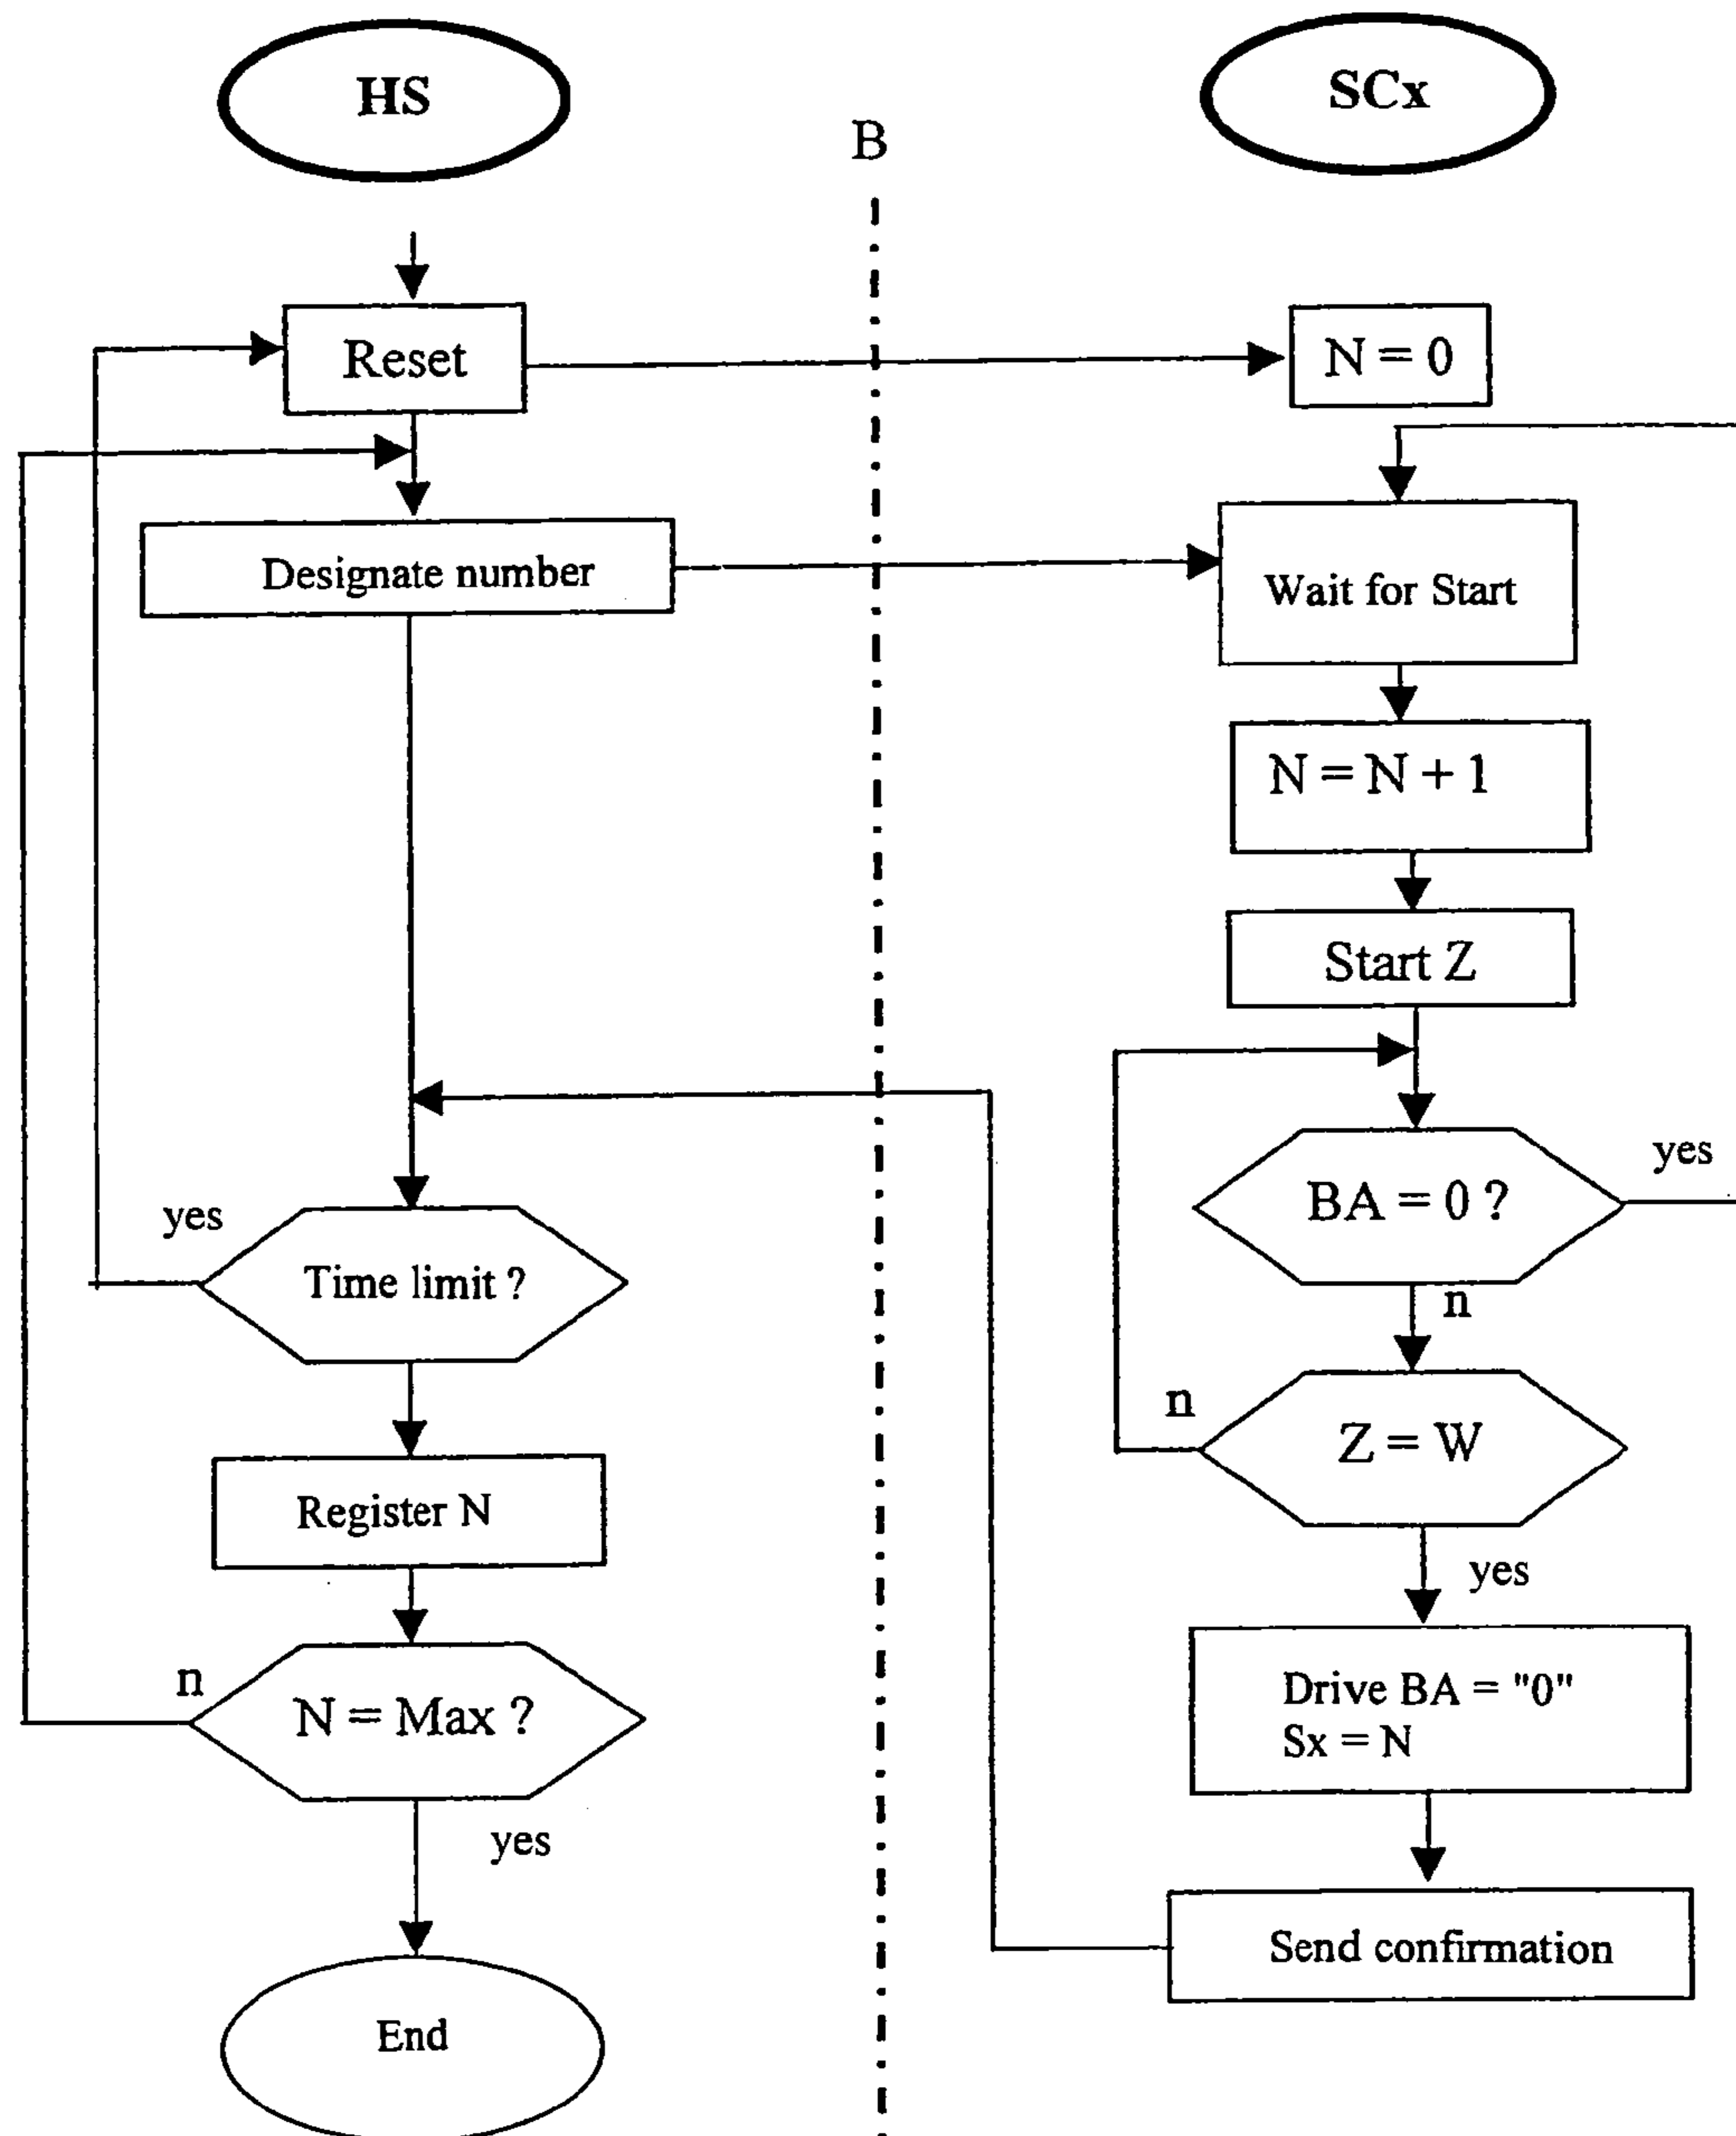 HS
SCx
B
Reset
N = 0
Designate number
Wait for Start
N = N + 1
Start Z
BA = 0 ?
yes
n
yes
Time limit ?
Z = W
n
yes
Register N
Drive BA = "0"
Sx = N
N = Max ?
n
yes
Send confirmation
End